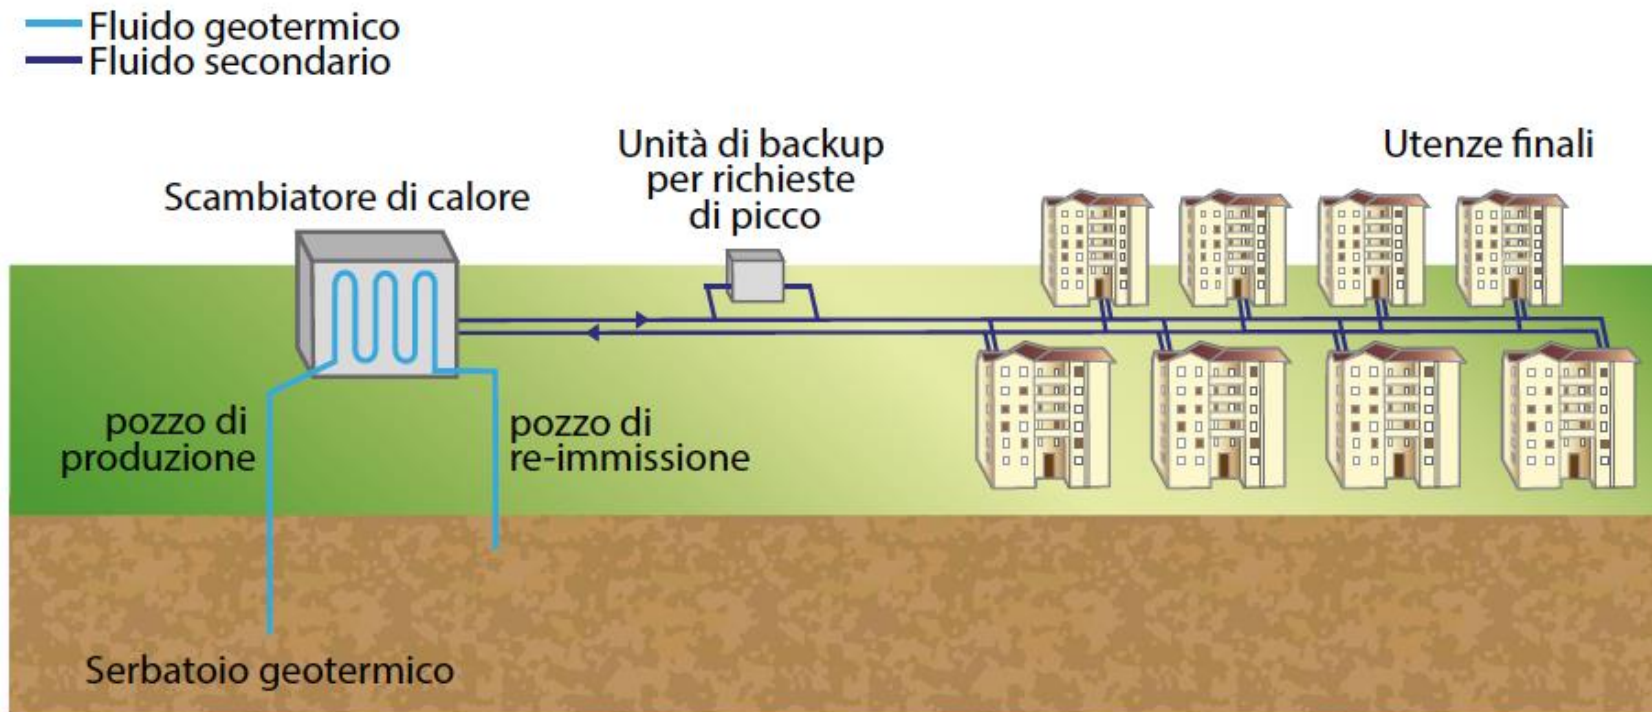 Fluido geotermico
Fluido secondario
Unità di backup
per richieste
di picco
Utenze finali
Scambiatore di calore
pozzo di
produzione
pozzo di
re-immissione
Serbatoio geotermico